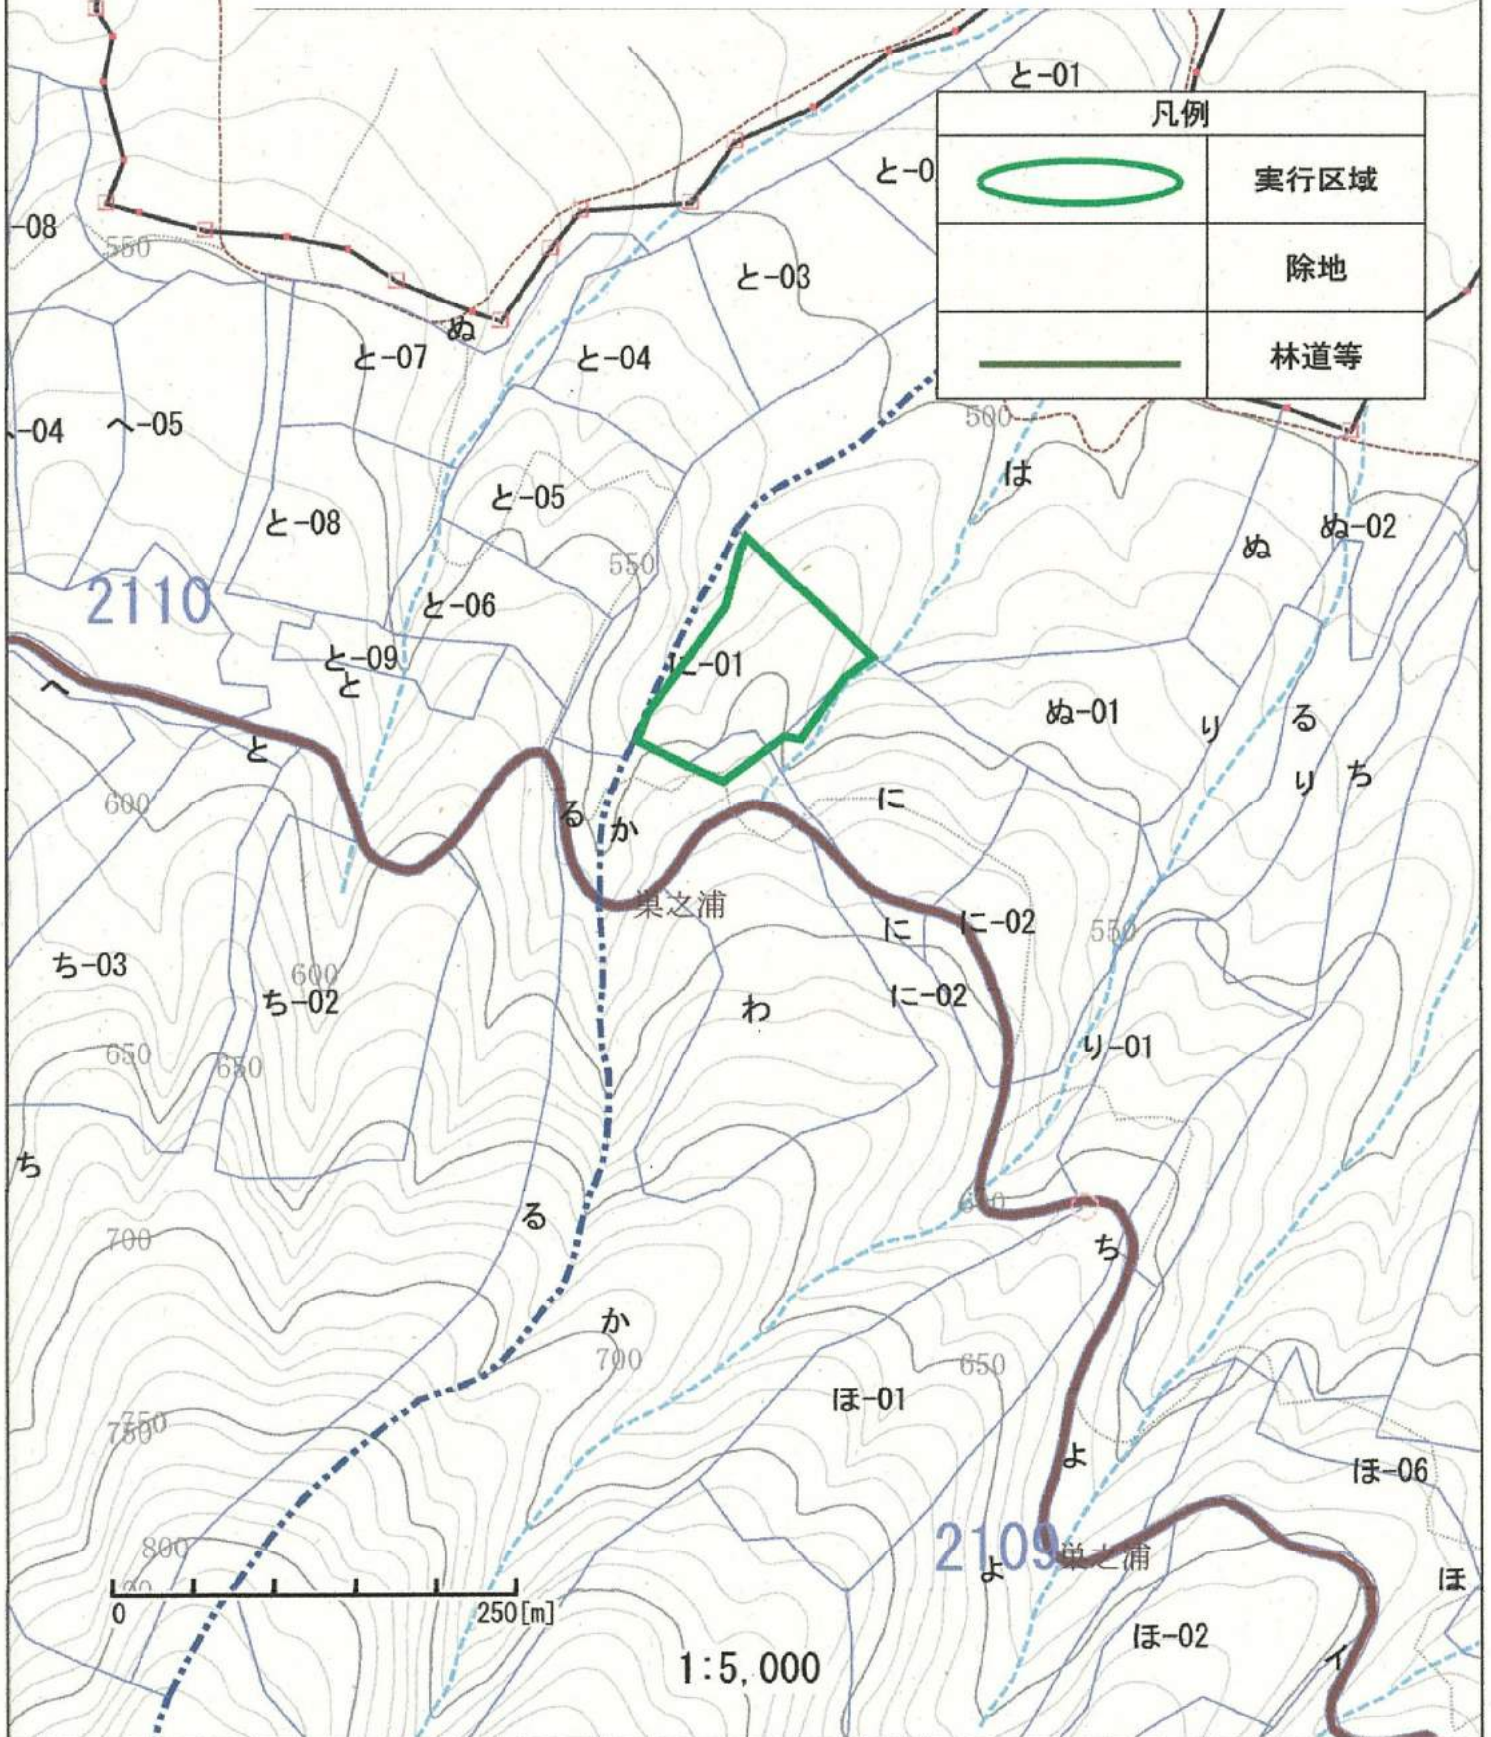 と-01
凡例
実行区域
除地
林道等
と-0
-08
550
と-03
ぬ
と-07
と-04
-04
へ-05
500
は
と-05
と-08
ぬ-02
ぬ
550
2110
と-06
と-09
と
に-01
へ
ぬ-01
り
る
と
り
ち
600
に
る
か
巣之浦
に
に-02
550
ち-03
600
ち-02
に-02
わ
650
650
り-01
ち
600
る
700
ち
か
700
650
ほ-01
750
750
よ
ほ-06
800
2109
巣之浦
よ
ほ
0
250[m]
ほ-02
1:5,000
イ